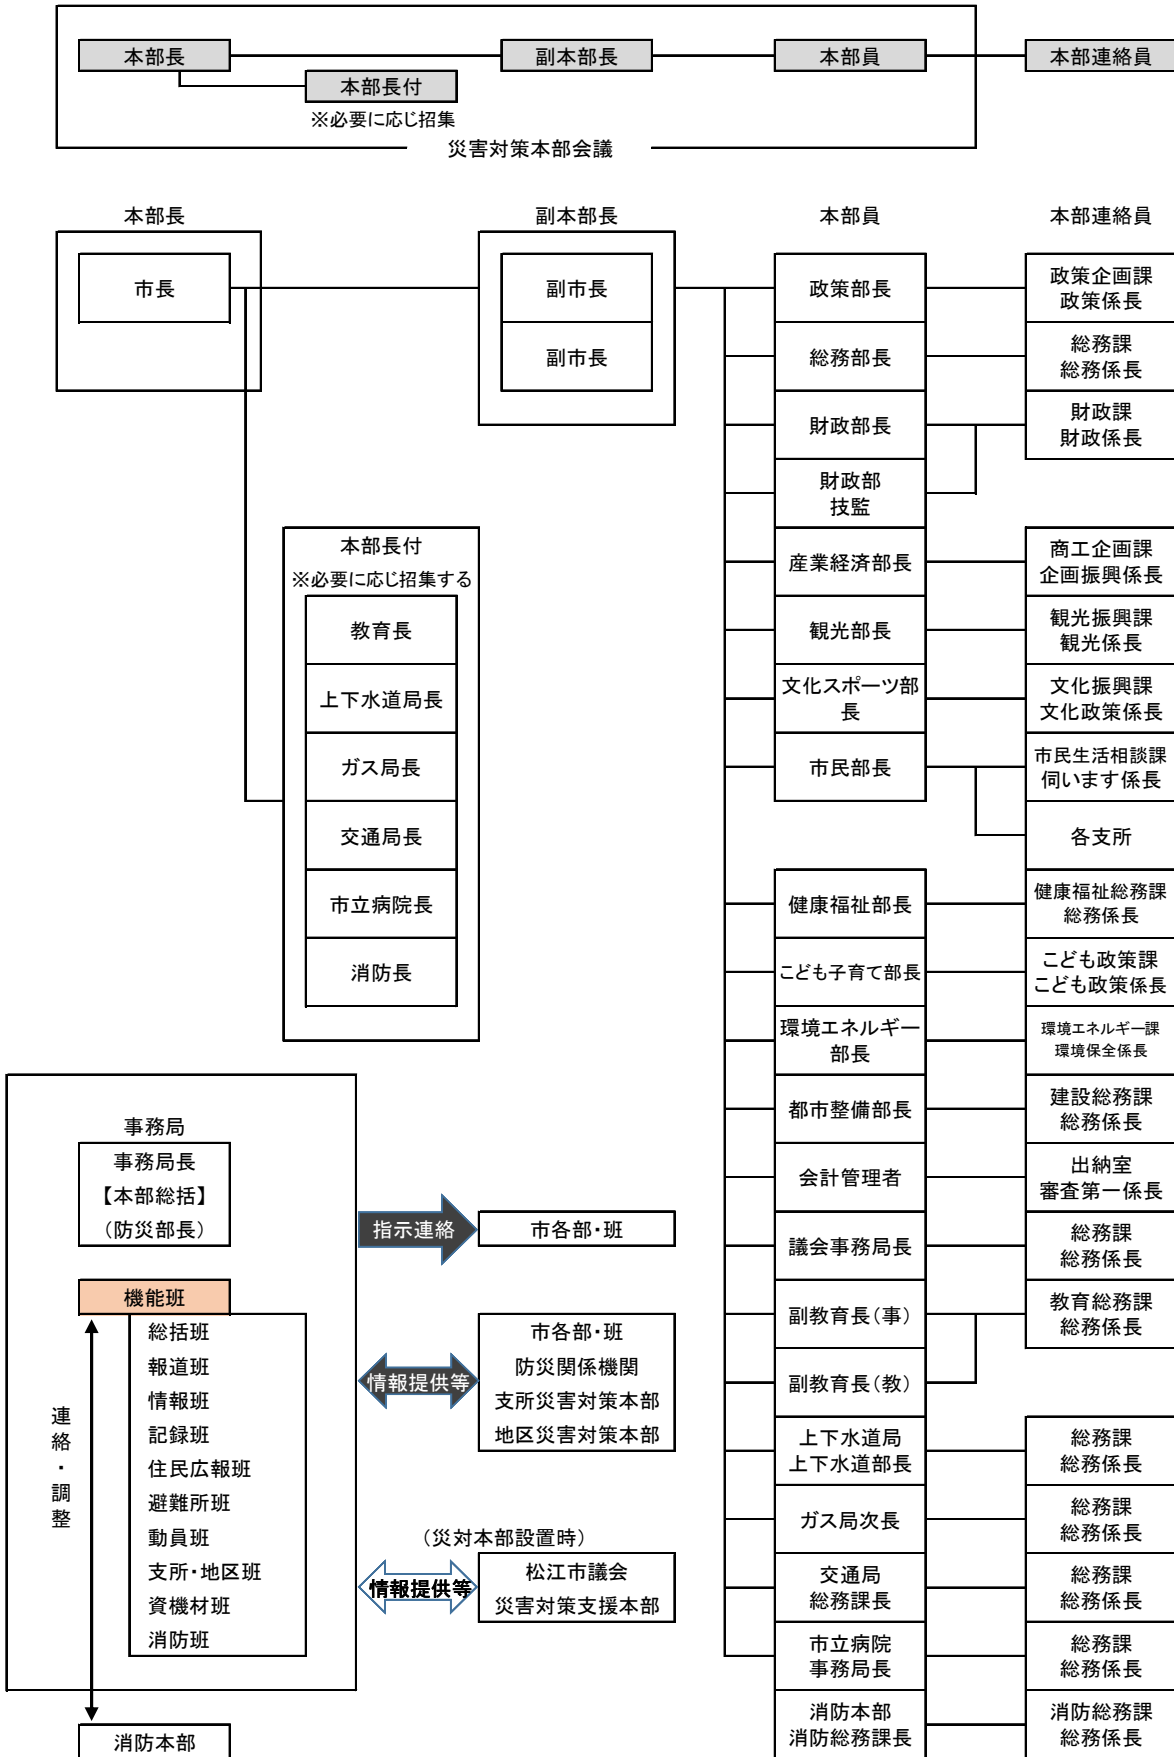 本部長
副本部長
本部員
本部連絡員
本部長付
※必要に応じ招集
災害対策本部会議
本部長
副本部長
本部員
本部連絡員
市長
副市長
副市長
政策部長
政策企画課
政策係長
総務部長
総務課
総務係長
財政部長
財政課
財政係長
財政部
技監
本部長付
※必要に応じ招集する
教育長
上下水道局長
ガス局長
交通局長
市立病院長
消防長
産業経済部長
商工企画課
企画振興係長
観光部長
観光振興課
観光係長
文化スポーツ部
長
文化振興課
文化政策係長
市民部長
市民生活相談課
伺います係長
各支所
健康福祉部長
健康福祉総務課
総務係長
こども子育て部長
こども政策課
こども政策係長
環境エネルギー
部長
環境エネルギー課
環境保全係長
都市整備部長
建設総務課
総務係長
会計管理者
出納室
審査第一係長
議会事務局長
総務課
総務係長
副教育長(事)
教育総務課
総務係長
副教育長(教)
上下水道局
上下水道部長
総務課
総務係長
ガス局次長
総務課
総務係長
交通局
総務課長
総務課
総務係長
市立病院
事務局長
総務課
総務係長
消防本部
消防総務課長
消防総務課
総務係長
事務局
事務局長
【本部総括】
(防災部長)
指示連絡
市各部・班
機能班
総括班
報道班
情報班
記録班
住民広報班
避難所班
動員班
支所・地区班
資機材班
消防班
連絡・調整
情報提供等
市各部・班
防災関係機関
支所災害対策本部
地区災害対策本部
(災対本部設置時)
情報提供等
松江市議会
災害対策支援本部
消防本部